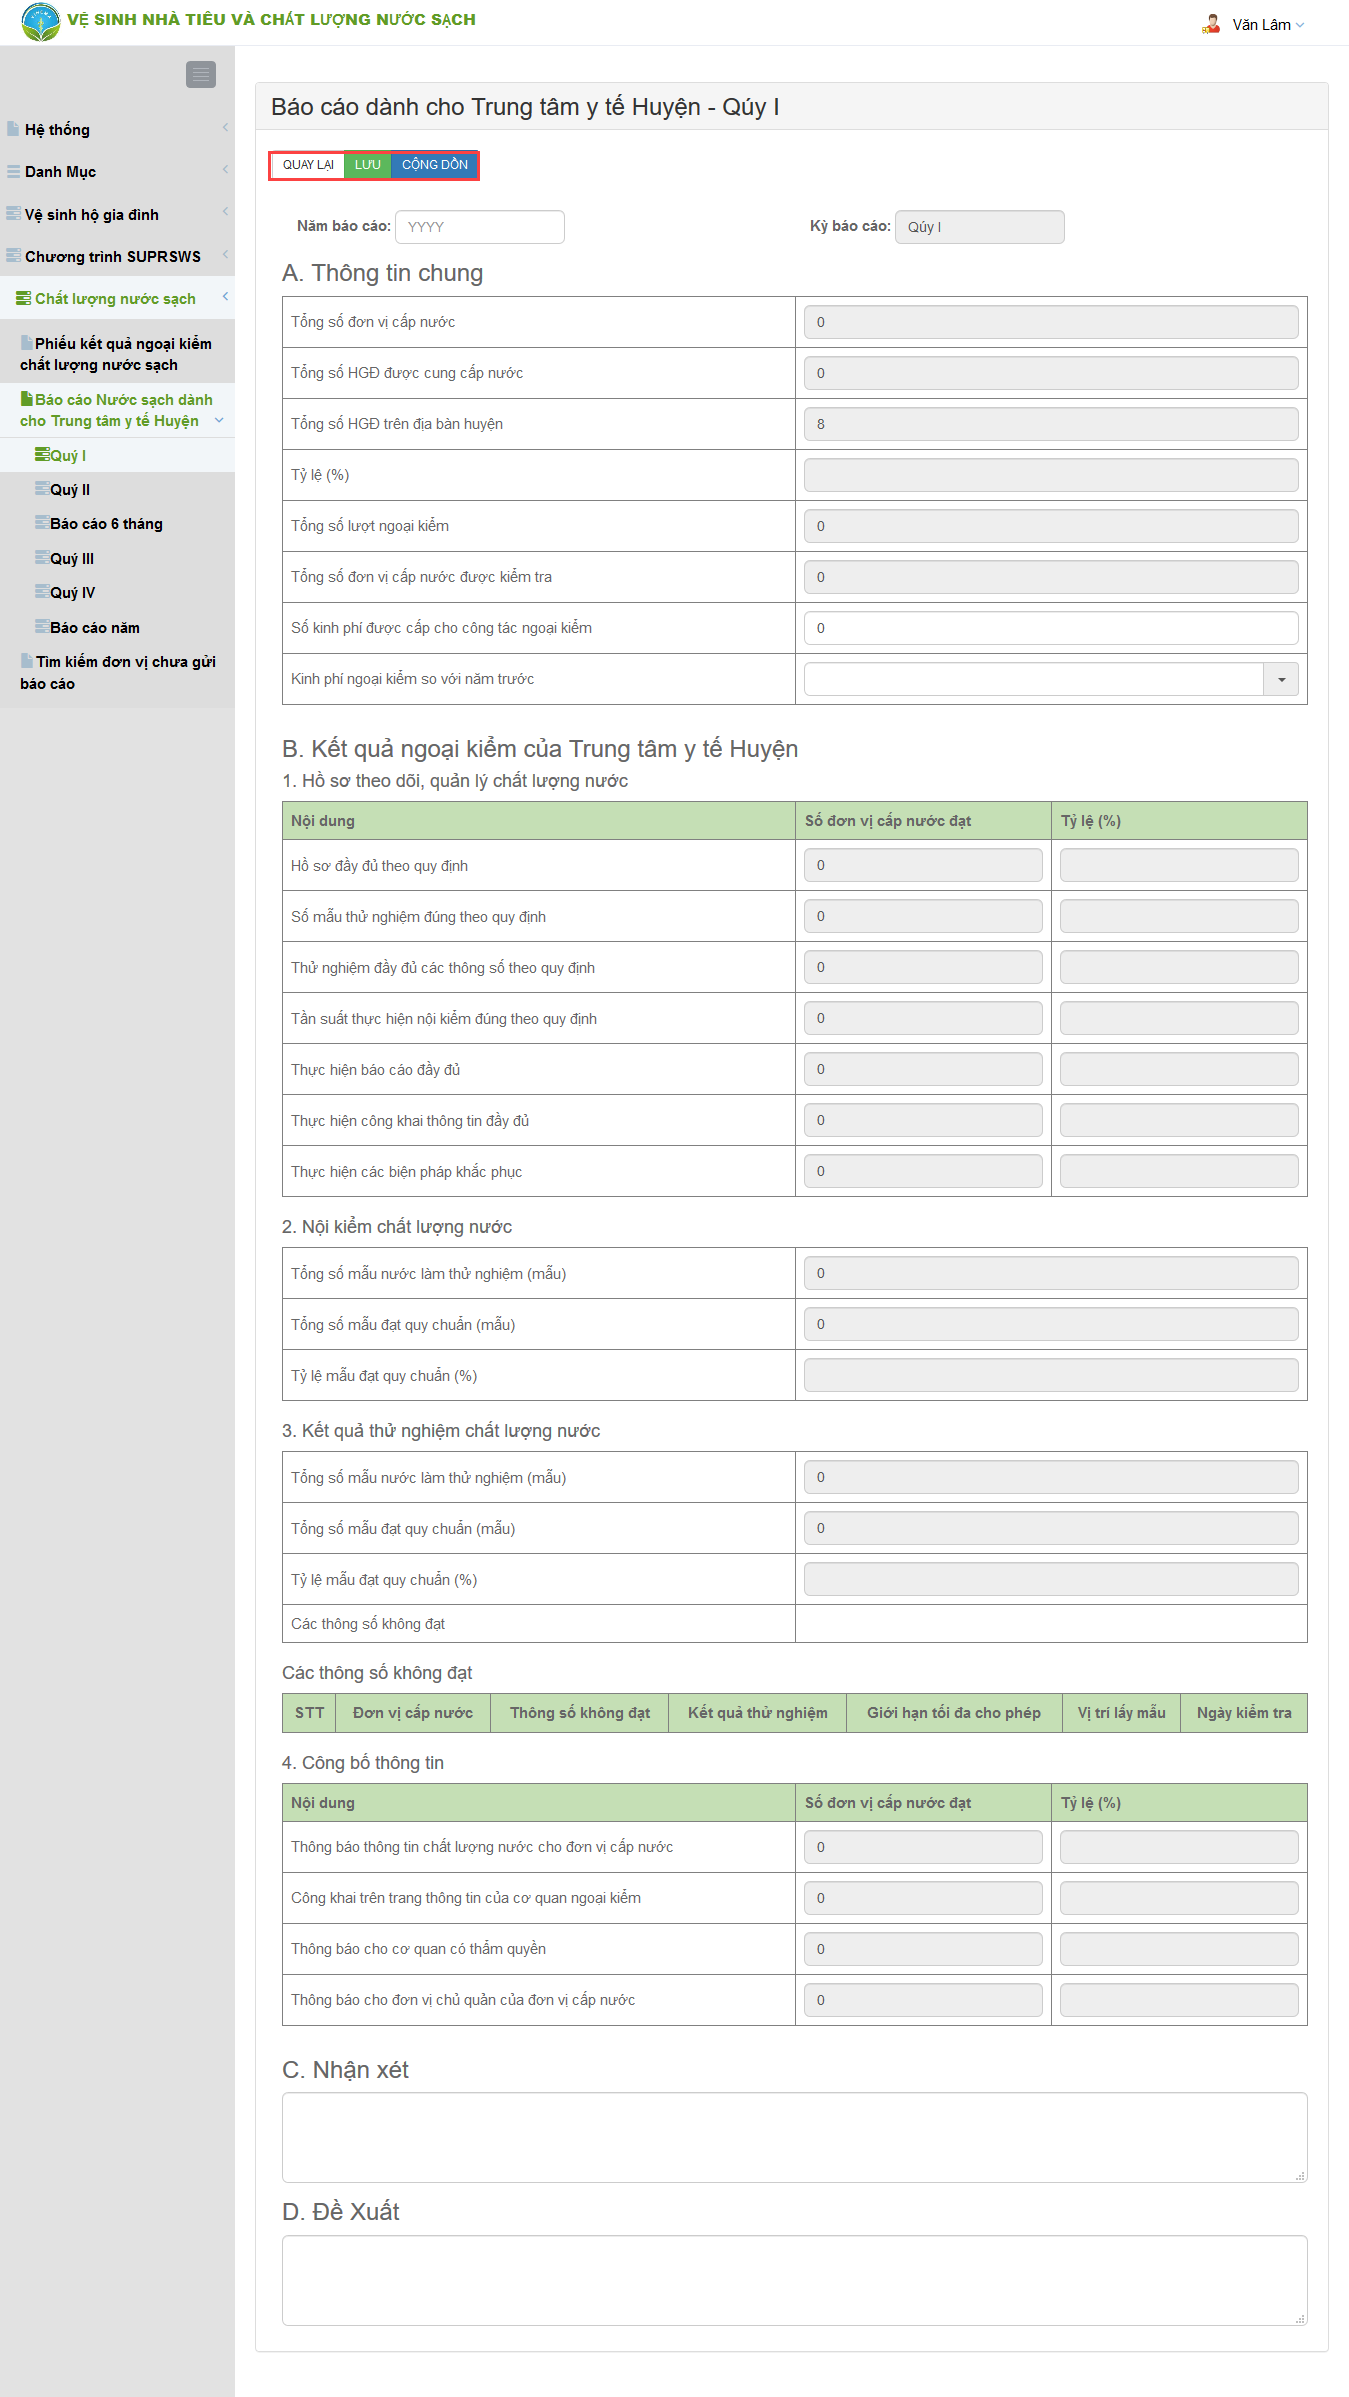 VỆ SINH NHÀ TIÊU VÀ CHẤT LƯỢNG NƯỚC SẠCH
Văn Lâm
Hệ thống
Danh Mục
Vệ sinh hộ gia đình
Chương trình SUPRSWS
Chất lượng nước sạch
Phiếu kết quả ngoại kiểm
chất lượng nước sạch
Báo cáo Nước sạch dành
cho Trung tâm y tế Huyện
Quý I
Quý II
Báo cáo 6 tháng
Quý III
Quý IV
Báo cáo năm
Tìm kiếm đơn vị chưa gửi
báo cáo
Báo cáo dành cho Trung tâm y tế Huyện - Qúy I
QUAY LẠI LƯU CỘNG DỒN
Năm báo cáo: YYYY Kỳ báo cáo: Qúy I
A. Thông tin chung
Tổng số đơn vị cấp nước 0
Tổng số HGĐ được cung cấp nước 0
Tổng số HGĐ trên địa bàn huyện 8
Tỷ lệ (%)
Tổng số lượt ngoại kiểm 0
Tổng số đơn vị cấp nước được kiểm tra 0
Số kinh phí được cấp cho công tác ngoại kiểm 0
Kinh phí ngoại kiểm so với năm trước
B. Kết quả ngoại kiểm của Trung tâm y tế Huyện
1. Hồ sơ theo dõi, quản lý chất lượng nước
Nội dung Số đơn vị cấp nước đạt Tỷ lệ (%)
Hồ sơ đầy đủ theo quy định 0
Số mẫu thử nghiệm đúng theo quy định 0
Thử nghiệm đầy đủ các thông số theo quy định 0
Tần suất thực hiện nội kiểm đúng theo quy định 0
Thực hiện báo cáo đầy đủ 0
Thực hiện công khai thông tin đầy đủ 0
Thực hiện các biện pháp khắc phục 0
2. Nội kiểm chất lượng nước
Tổng số mẫu nước làm thử nghiệm (mẫu) 0
Tổng số mẫu đạt quy chuẩn (mẫu) 0
Tỷ lệ mẫu đạt quy chuẩn (%)
3. Kết quả thử nghiệm chất lượng nước
Tổng số mẫu nước làm thử nghiệm (mẫu) 0
Tổng số mẫu đạt quy chuẩn (mẫu) 0
Tỷ lệ mẫu đạt quy chuẩn (%)
Các thông số không đạt
Các thông số không đạt
STT Đơn vị cấp nước Thông số không đạt Kết quả thử nghiệm Giới hạn tối đa cho phép Vị trí lấy mẫu Ngày kiểm tra
4. Công bố thông tin
Nội dung Số đơn vị cấp nước đạt Tỷ lệ (%)
Thông báo thông tin chất lượng nước cho đơn vị cấp nước 0
Công khai trên trang thông tin của cơ quan ngoại kiểm 0
Thông báo cho cơ quan có thẩm quyền 0
Thông báo cho đơn vị chủ quản của đơn vị cấp nước 0
C. Nhận xét
D. Đề Xuất